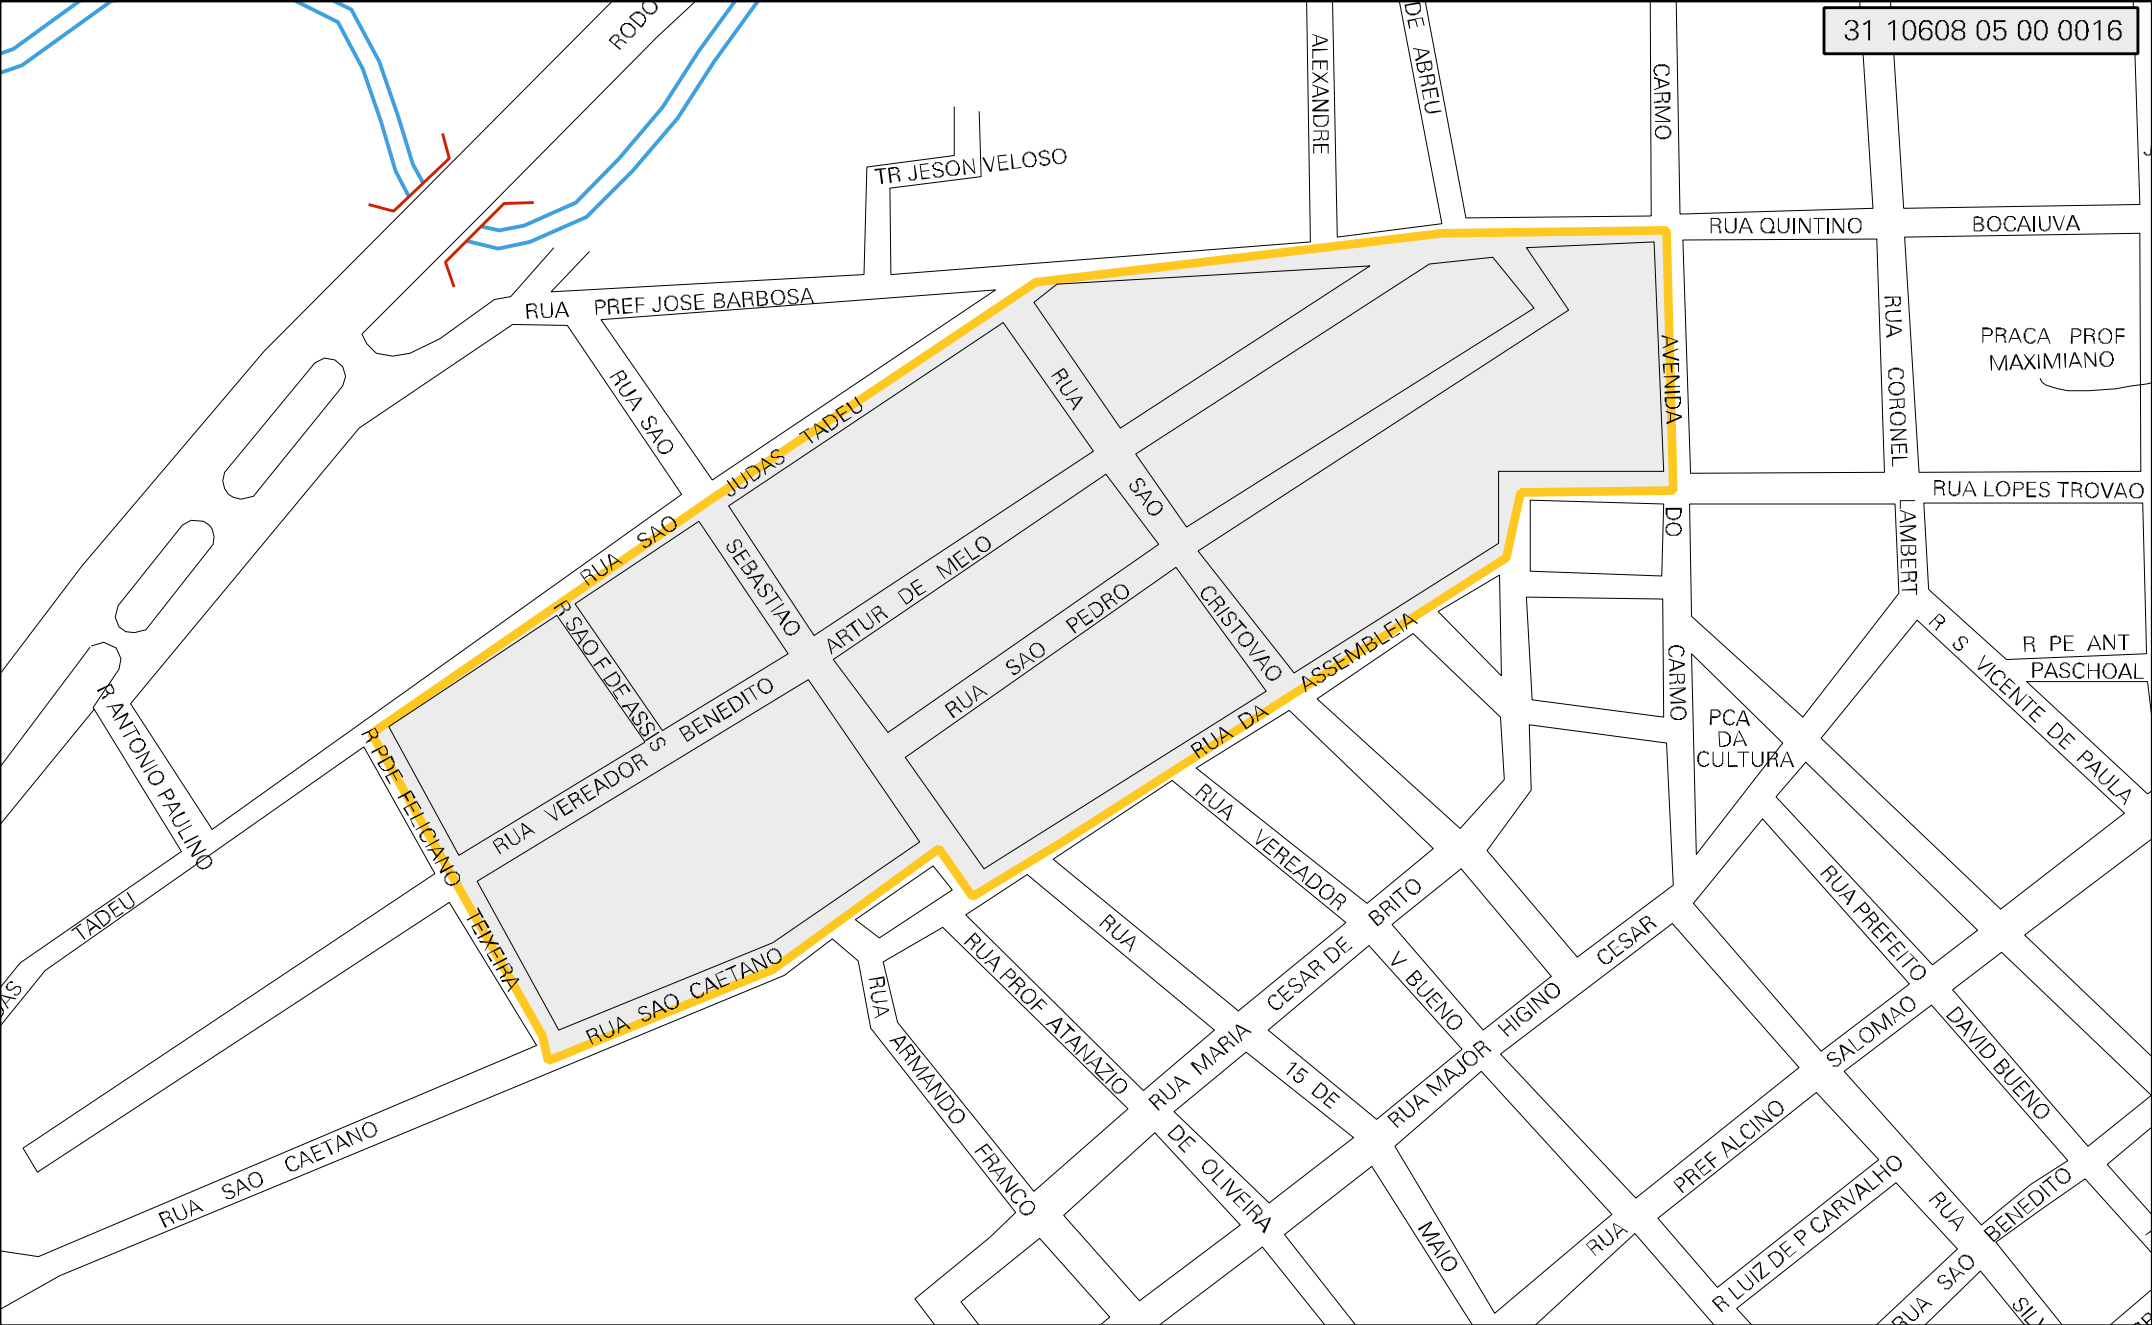 31 10608 05 00 0016
RODO
ALEXANDRE
DE ABREU
CARMO
TR JESON VELOSO
RUA QUINTINO BOCAIUVA
RUA PREF JOSE BARBOSA
RUA CORONEL LAMBERT
PRACA PROF
MAXIMIANO
RUA SAO SEBASTIAO
RUA SAO CRISTOVAO
AVENIDA DO CARMO
RUA SAO JUDAS TADEU
RUA LOPES TROVAO
ARTUR DE MELO
R SAO F DE ASSIS
RUA SAO PEDRO
RUA VEREADOR BENEDITO
RUA DA ASSEMBLEIA
R PE ANT
PASCHOAL
R S VICENTE DE PAULA
PCA
DA
CULTURA
R ANTONIO PAULINO
R PDE FELICIANO TEIXEIRA
TADEU
RUA SAO CAETANO
RUA SAO CAETANO
RUA VEREADOR
BRITO
V BUENO
RUA
15 DE
MAIO
RUA PROF ATANAZIO
DE OLIVEIRA
RUA ARMANDO FRANCO
RUA MARIA CESAR DE
RUA MAJOR HIGINO CESAR
RUA PREFEITO
SALOMAO
DAVID BUENO
PREF ALCINO
RUA
R LUIZ DE P CARVALHO
RUA
BENEDITO
RUA SAO